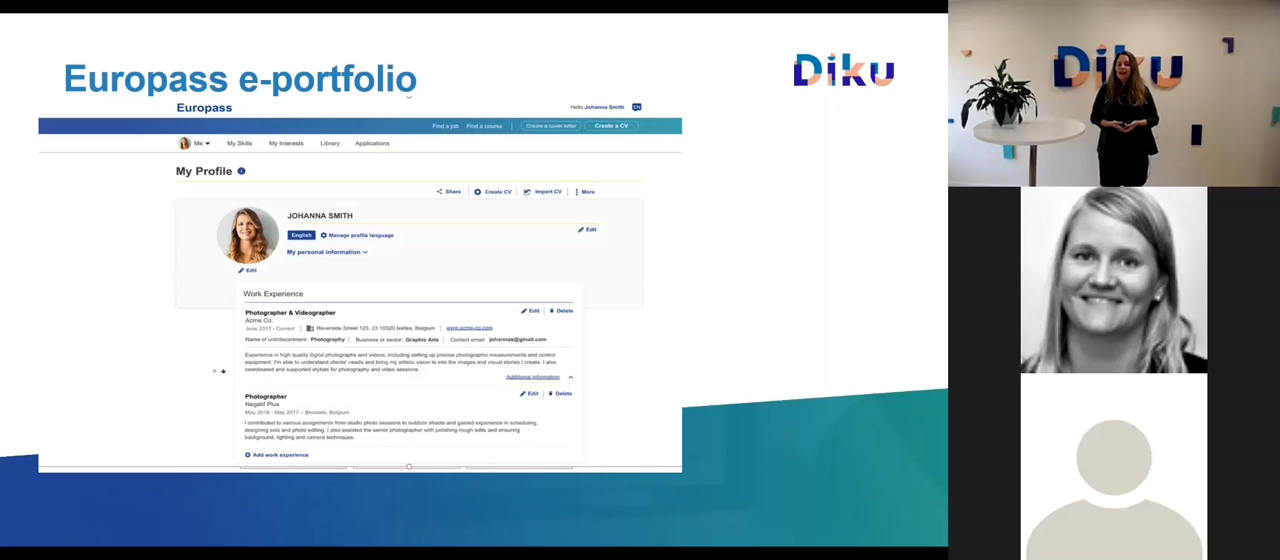 Europass e-portfolio
Diku
Europass
Hello Johanna Smith EN
Find a job Find a course Create a cover letter Create a CV
Me My Skills My Interests Library Applications
My Profile
Share Create CV Import CV More
JOHANNA SMITH
English Manage profile language
Edit
My personal information
Edit
Work Experience
Photographer & Videographer
Edit Delete
Acme Co.
June 2017 - Current Reverside Street 123, 23 10320 Ixelles, Belgium www.acme-co.com
Name of unit/department: Photography Business or sector: Graphic Arts Contact email: johannas@gmail.com
Experience in high quality digital photographs and videos, including setting up precise photographic measurements and control
equipment. I'm able to understand clients' needs and bring my artistic vision to into the images and visual stories I create. I also
coordinated and supported stylists for photography and video sessions.
Additional information
Photographer
Edit Delete
Negatif Plus
May 2016 - May 2017 – Brussels, Belgium
I contributed to various assignments from studio photo sessions to outdoor shoots and gained experience in scheduling,
designing sets and photo editing. I also assisted the senior photographer with polishing rough edits and ensuring
background, lighting and camera techniques.
Add work experience
Diku